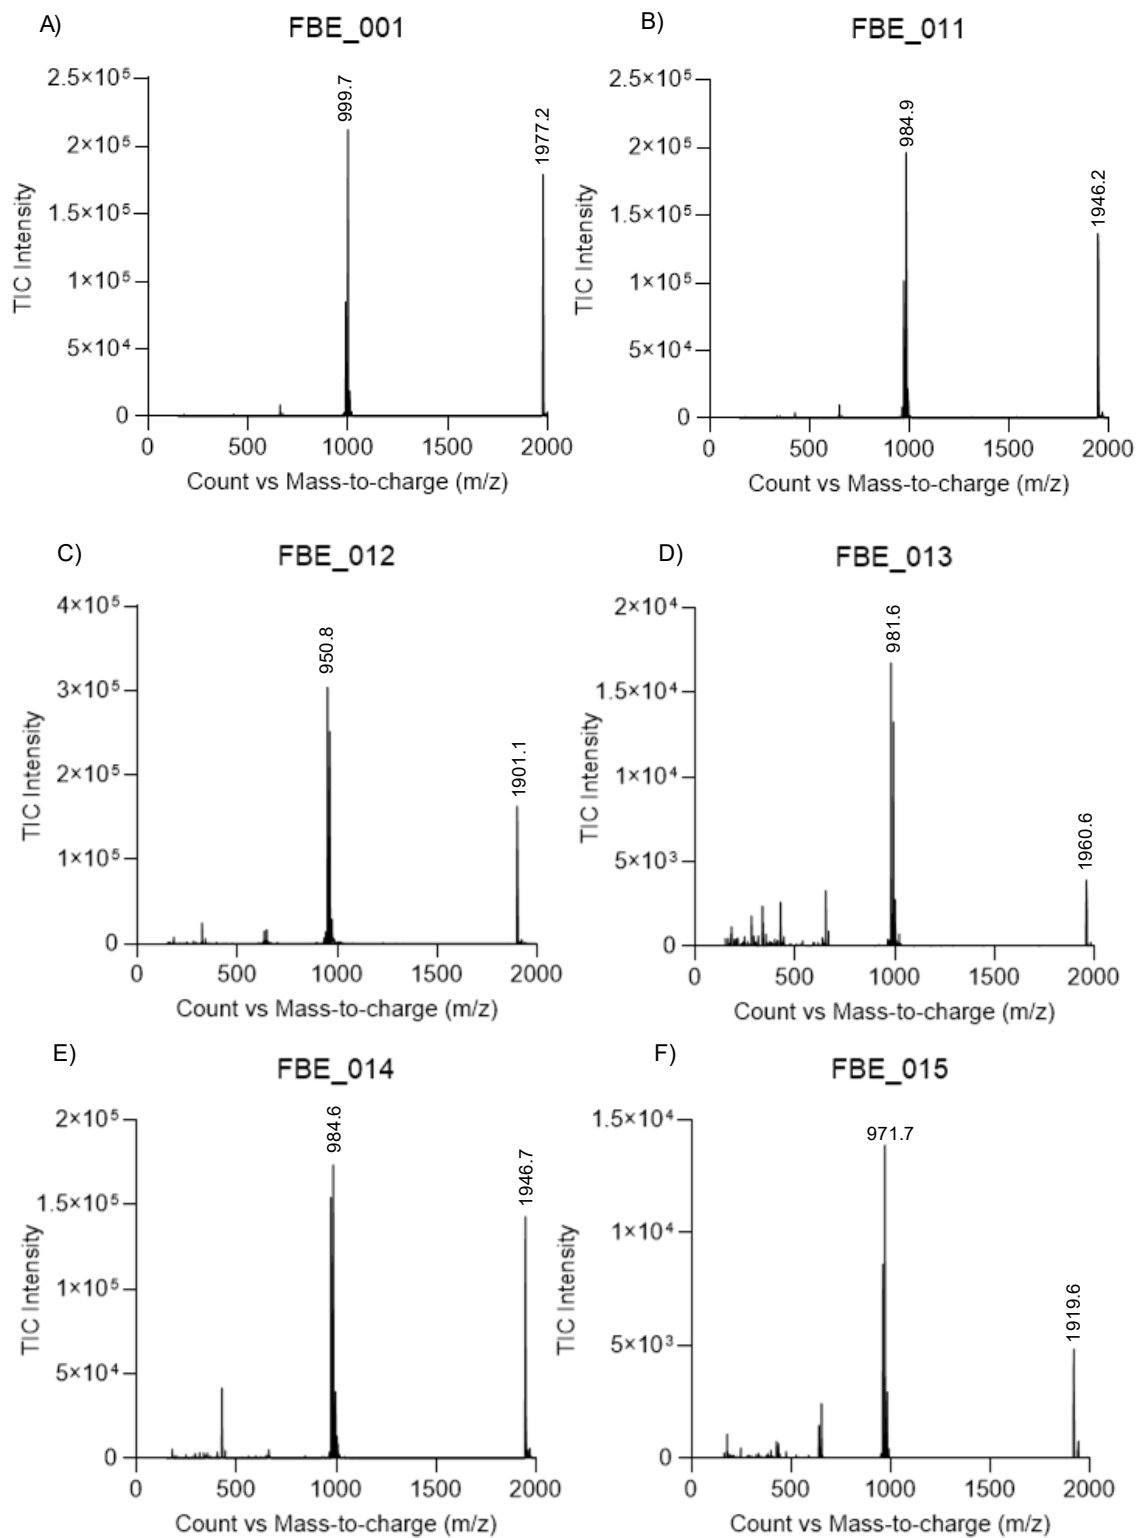 A)
FBE_001
2.5×10⁵
2×10⁵
1.5×10⁵
1×10⁵
5×10⁴
0
TIC Intensity
999.7
1977.2
0 500 1000 1500 2000
Count vs Mass-to-charge (m/z)
B)
FBE_011
2.5×10⁵
2×10⁵
1.5×10⁵
1×10⁵
5×10⁴
0
TIC Intensity
984.9
1946.2
0 500 1000 1500 2000
Count vs Mass-to-charge (m/z)
C)
FBE_012
4×10⁵
3×10⁵
2×10⁵
1×10⁵
0
TIC Intensity
950.8
1901.1
0 500 1000 1500 2000
Count vs Mass-to-charge (m/z)
D)
FBE_013
2×10⁴
1.5×10⁴
1×10⁴
5×10³
0
TIC Intensity
981.6
1960.6
0 500 1000 1500 2000
Count vs Mass-to-charge (m/z)
E)
FBE_014
2×10⁵
1.5×10⁵
1×10⁵
5×10⁴
0
TIC Intensity
984.6
1946.7
0 500 1000 1500 2000
Count vs Mass-to-charge (m/z)
F)
FBE_015
1.5×10⁴
1×10⁴
5×10³
0
TIC Intensity
971.7
1919.6
0 500 1000 1500 2000
Count vs Mass-to-charge (m/z)